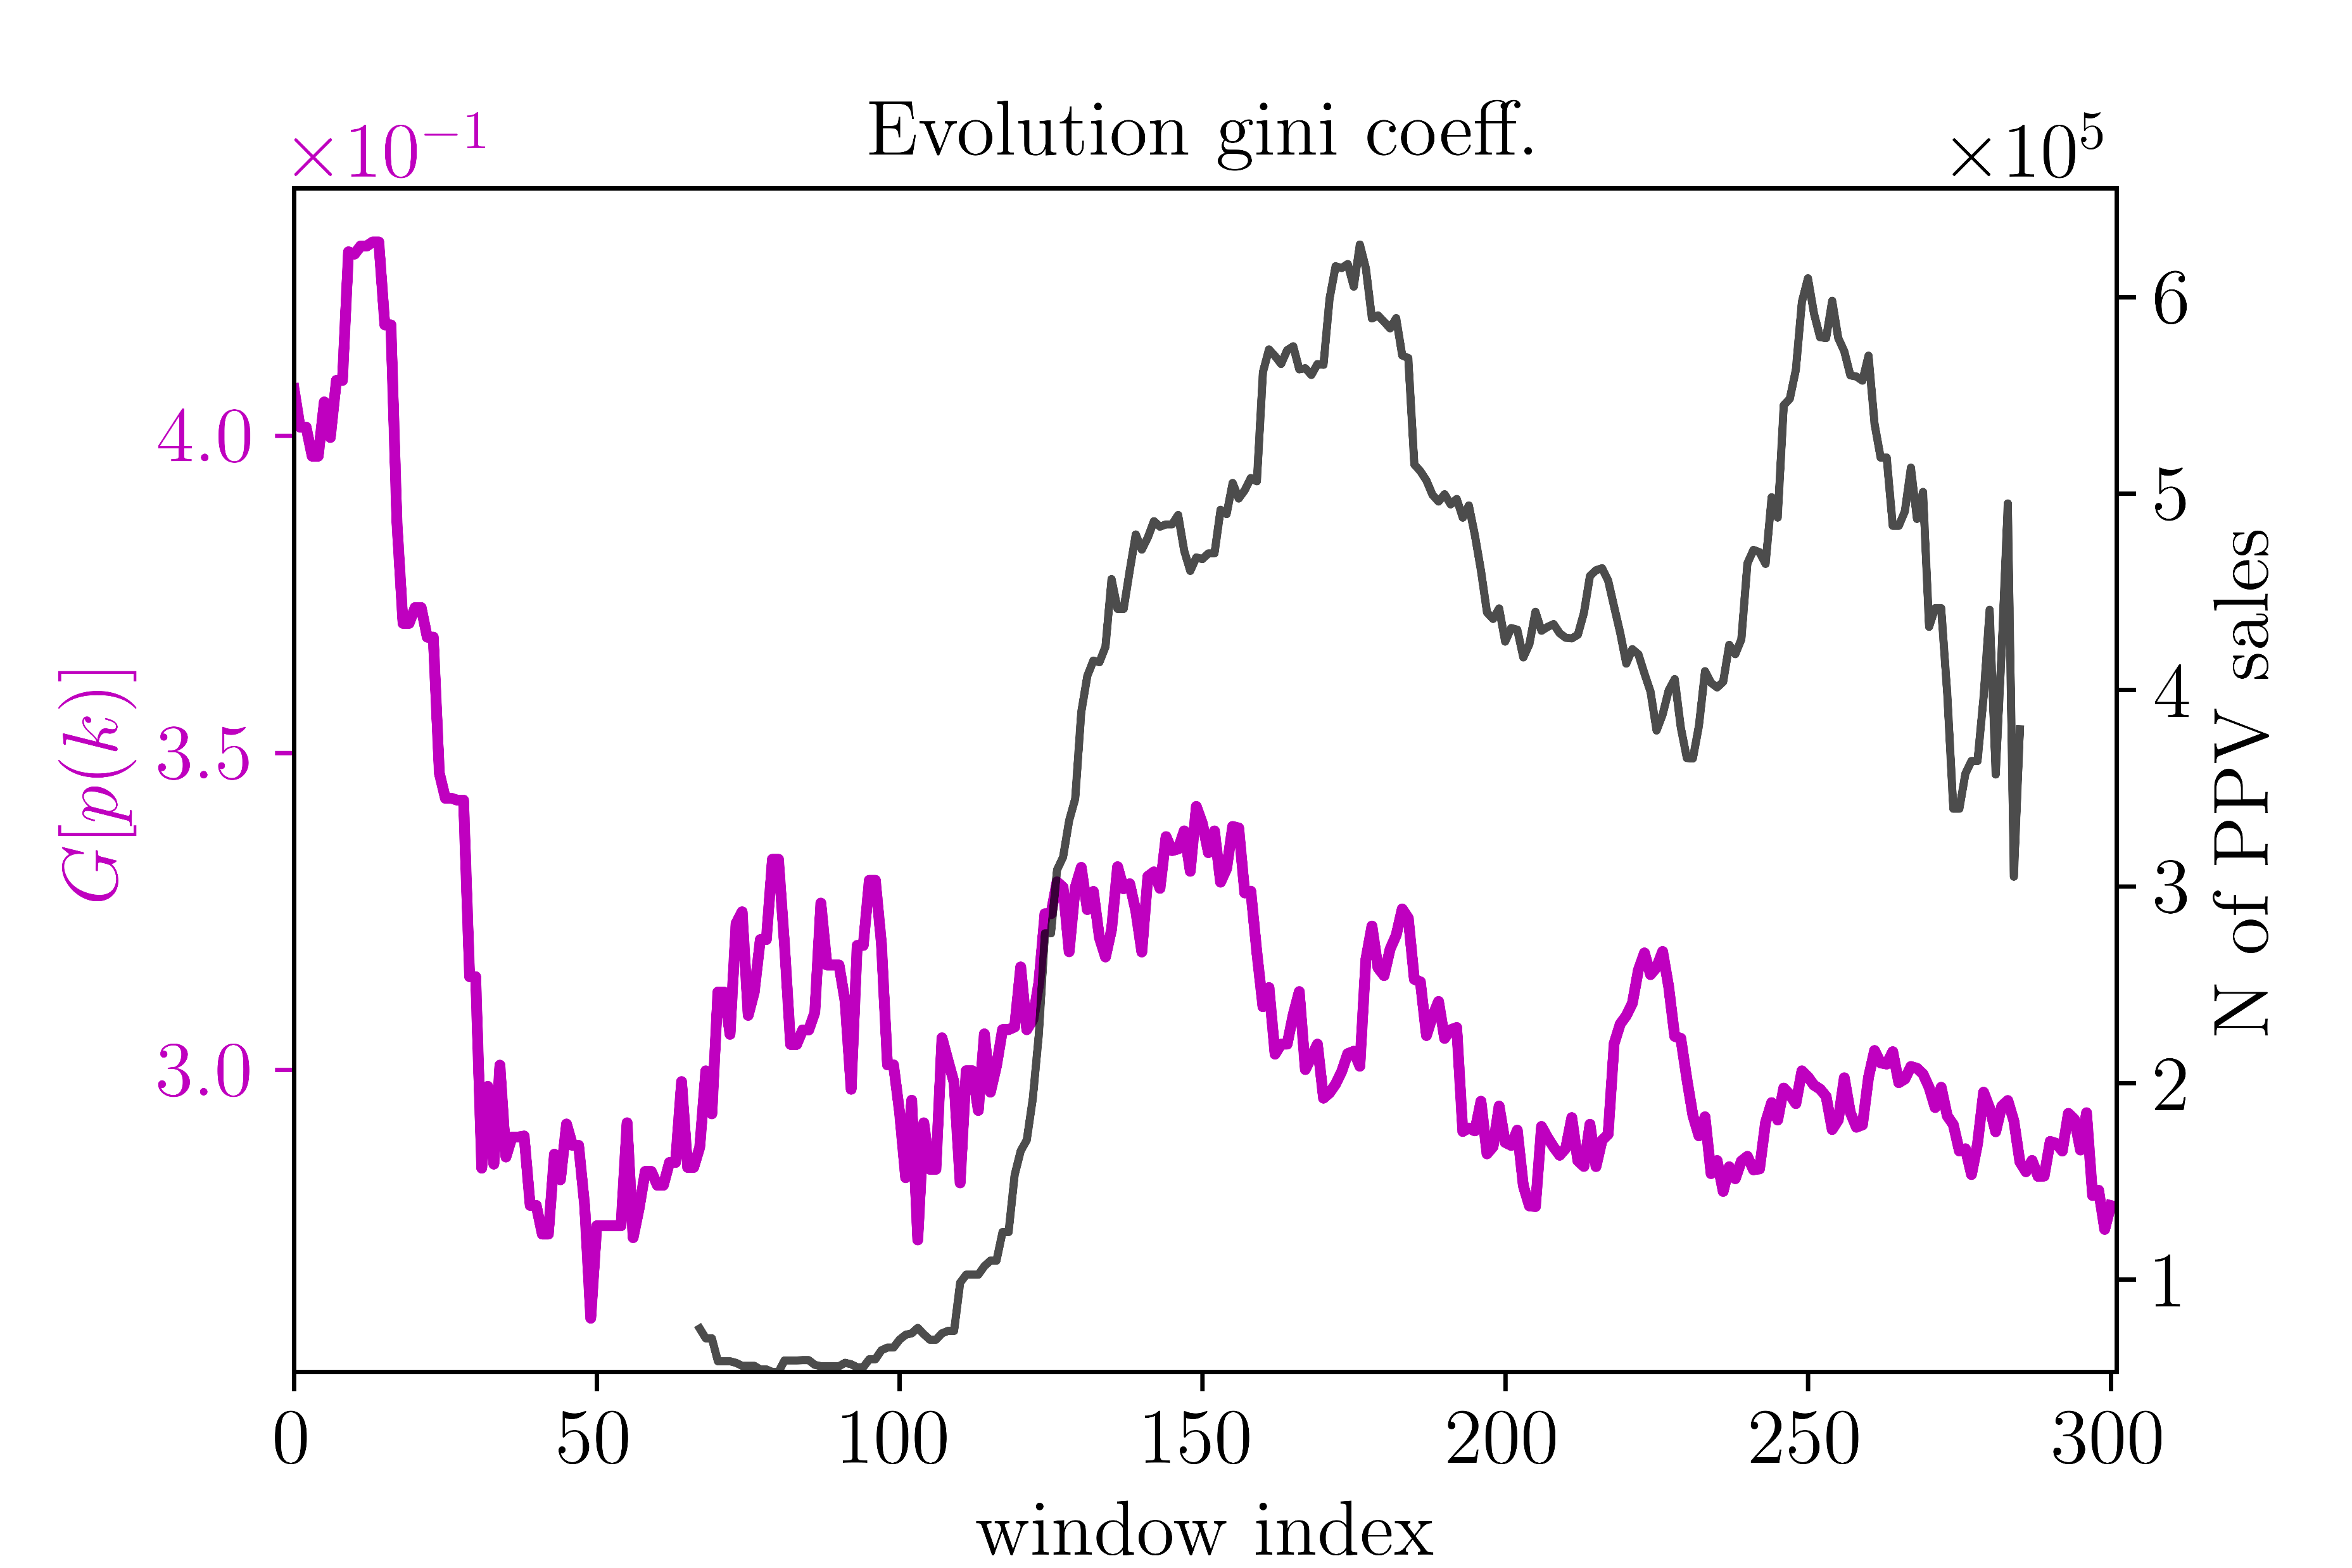 Evolution gini coeff.
×10⁻¹
×10⁵
4.0
3.5
3.0
G[p(k)]
6
5
4
3
2
1
N of PPV sales
0 50 100 150 200 250 300
window index